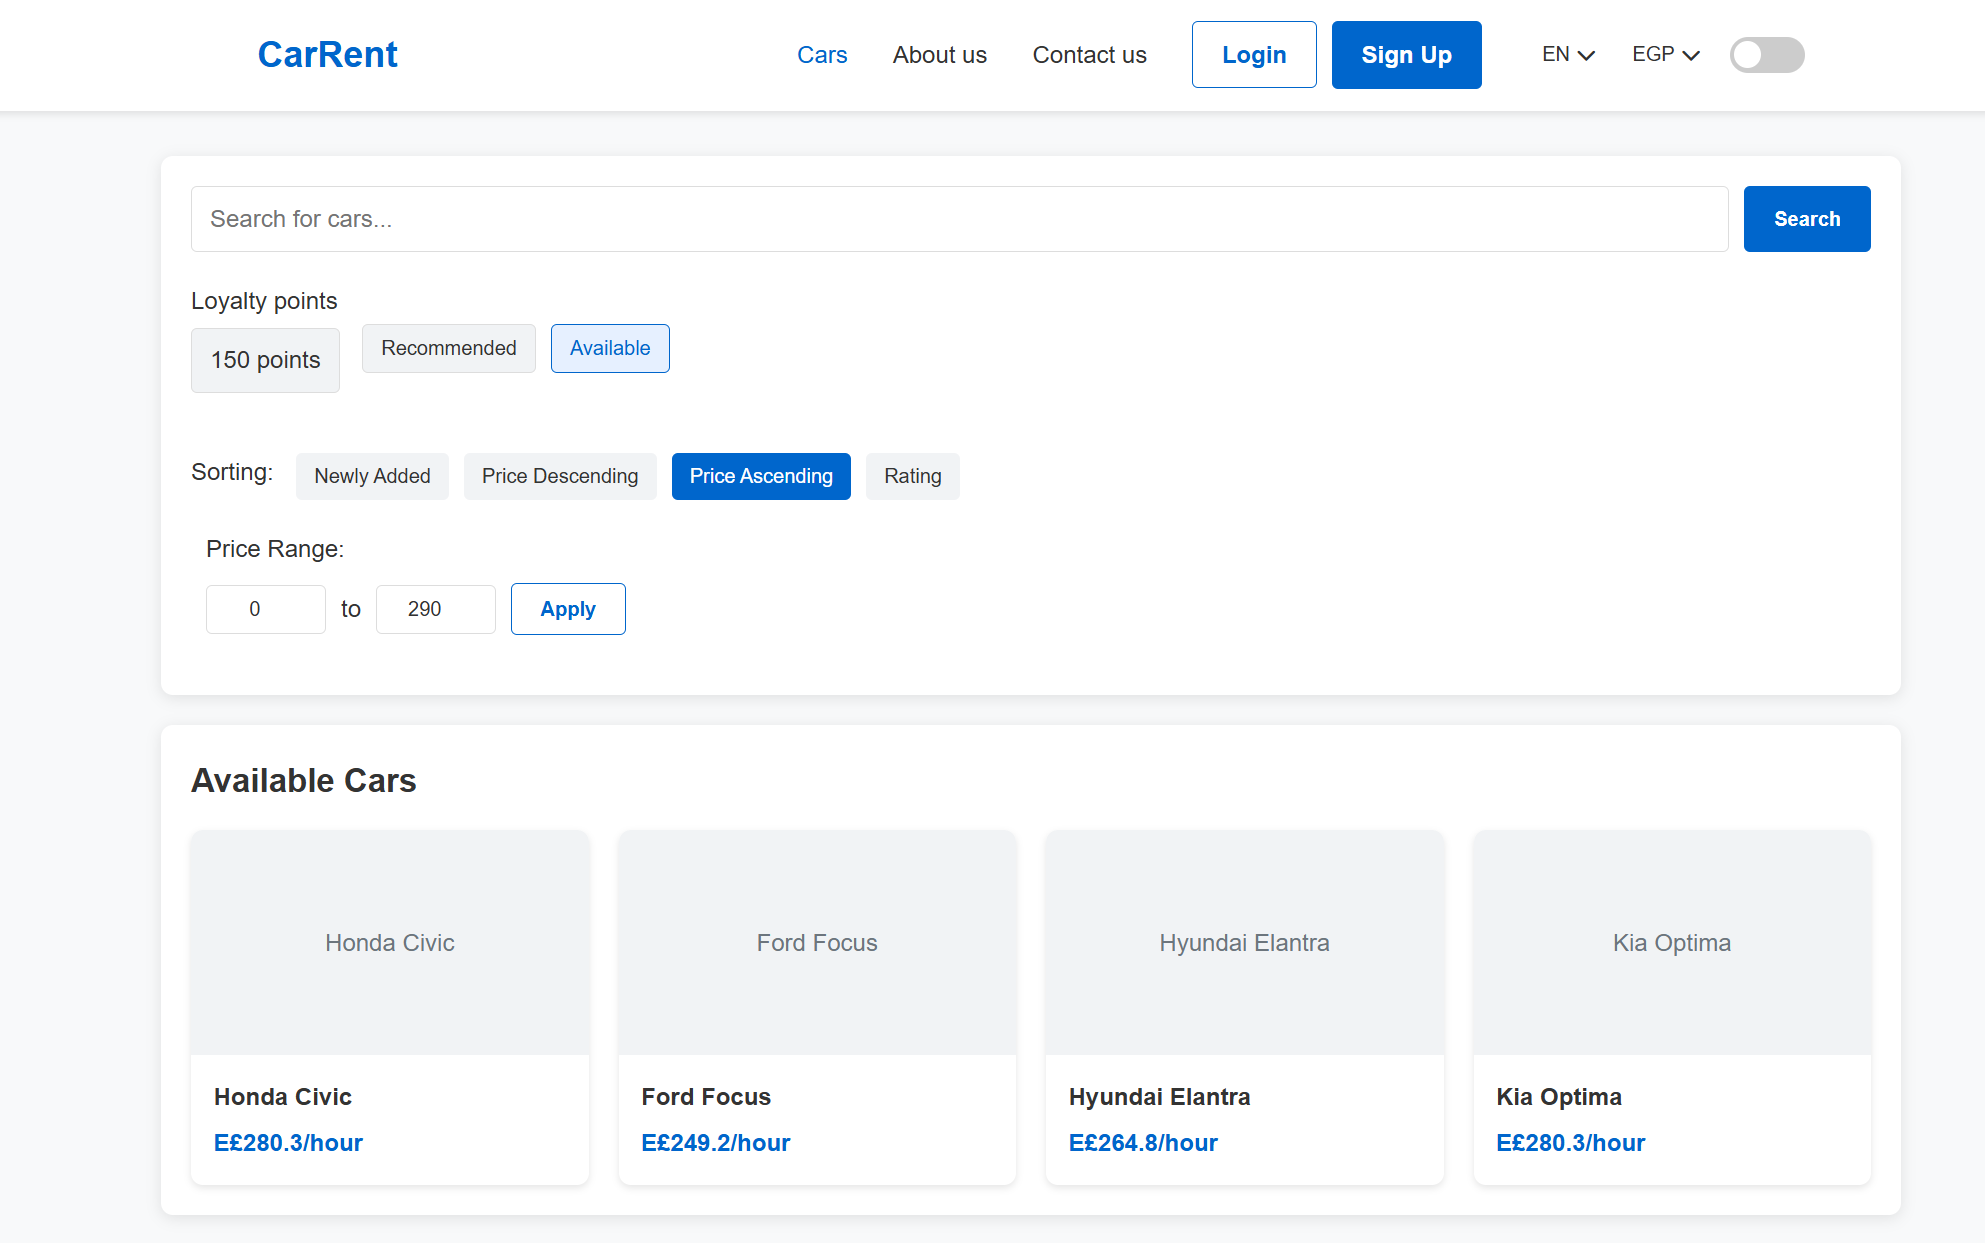 CarRent
Cars
About us
Contact us
Login
Sign Up
EN
EGP
Search for cars...
Search
Loyalty points
150 points
Recommended
Available
Sorting:
Newly Added
Price Descending
Price Ascending
Rating
Price Range:
0
to
290
Apply
Available Cars
Honda Civic
Ford Focus
Hyundai Elantra
Kia Optima
Honda Civic
E£280.3/hour
Ford Focus
E£249.2/hour
Hyundai Elantra
E£264.8/hour
Kia Optima
E£280.3/hour